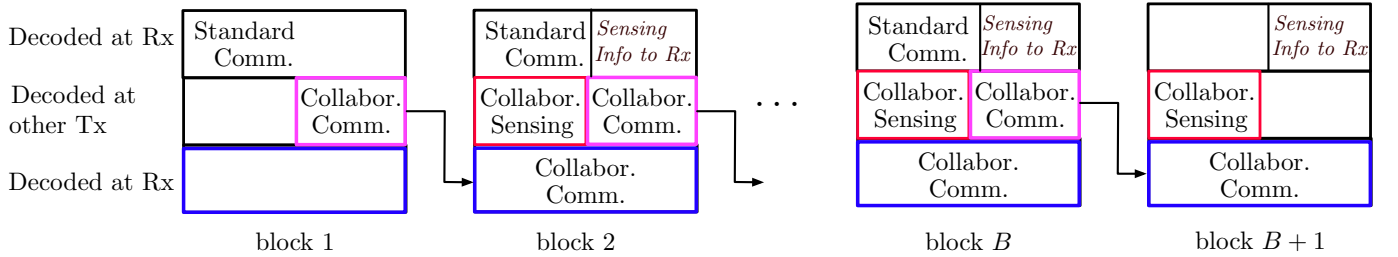 Decoded at Rx
Standard
Comm.
Standard
Comm.
Sensing
Info to Rx
Standard
Comm.
Sensing
Info to Rx
Sensing
Info to Rx
Decoded at
other Tx
Collabor.
Comm.
Collabor.
Sensing
Collabor.
Comm.
. . .
Collabor.
Sensing
Collabor.
Comm.
Collabor.
Sensing
Decoded at Rx
Collabor.
Comm.
Collabor.
Comm.
Collabor.
Comm.
block 1
block 2
block B
block B + 1